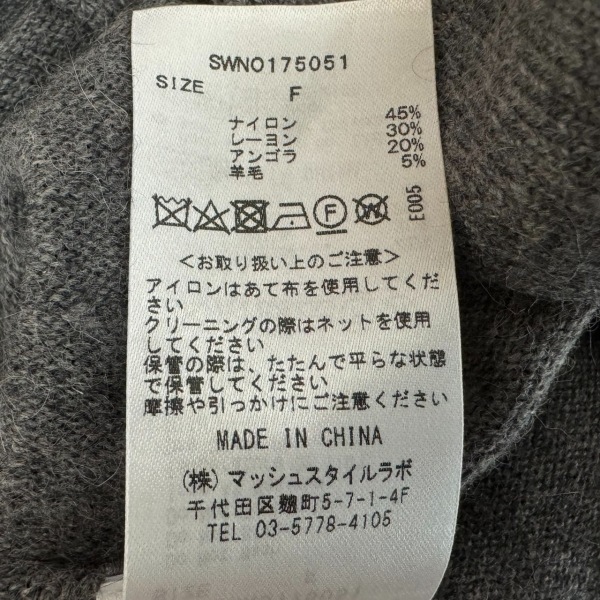 SWNO175051
SIZE
F
ナイロン 45%
レーヨン 30%
アンゴラ 20%
羊毛 5%
F W E005
<お取り扱い上のご注意>
アイロンはあて布を使用してくだ
さい
クリーニングの際はネットを使用
してください
保管の際は、たたんで平らな状態
で保管してください
摩擦や引っかけにご注意ください
MADE IN CHINA
(株) マッシュスタイルラボ
千代田区麹町5-7-1-4F
TEL 03-5778-4105